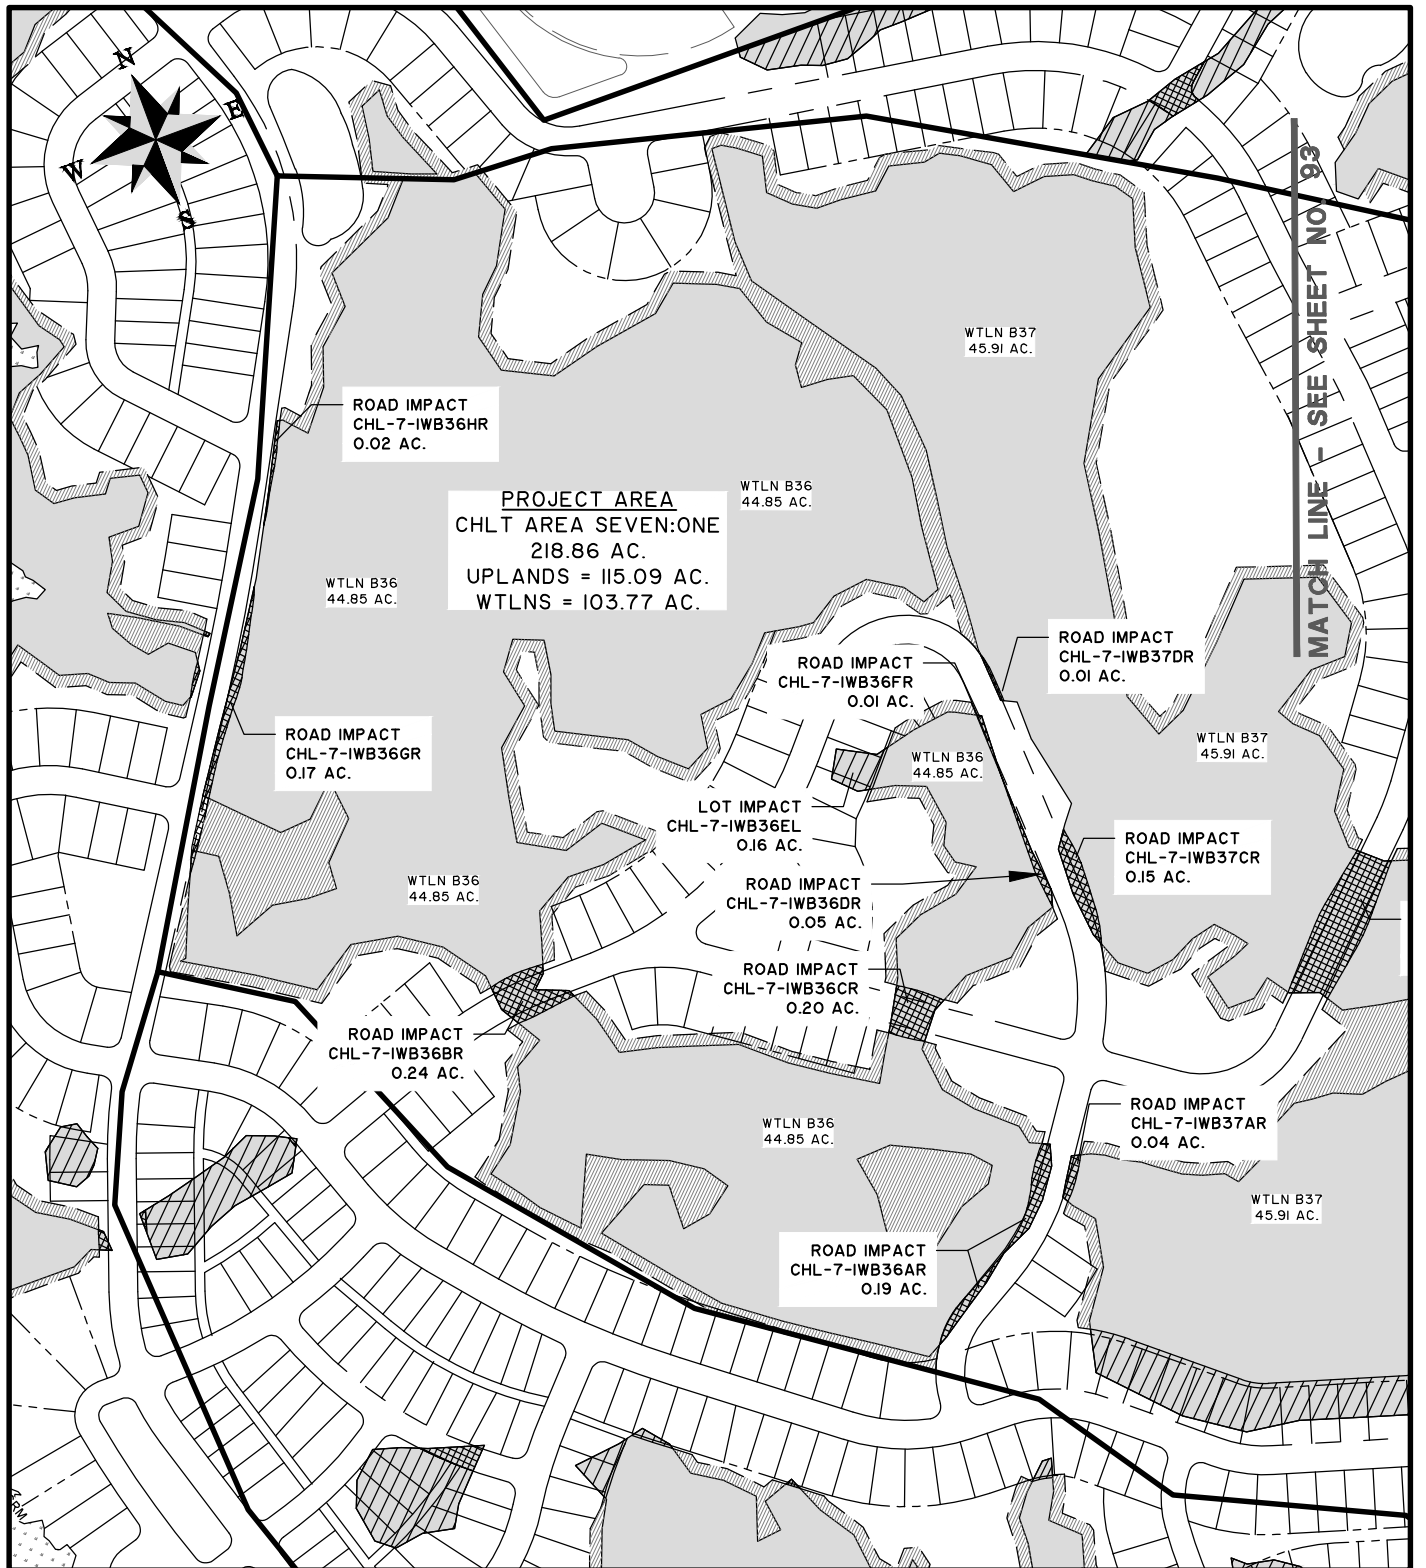 N
E
W
S
MATCH LINE - SEE SHEET NO. 93
WTLN B37
45.91 AC.
ROAD IMPACT
CHL-7-IWB36HR
0.02 AC.
WTLN B36
44.85 AC.
PROJECT AREA
CHLT AREA SEVEN:ONE
218.86 AC.
UPLANDS = 115.09 AC.
WTLNS = 103.77 AC.
WTLN B36
44.85 AC.
ROAD IMPACT
CHL-7-IWB37DR
0.01 AC.
ROAD IMPACT
CHL-7-IWB36FR
0.01 AC.
ROAD IMPACT
CHL-7-IWB36GR
0.17 AC.
WTLN B36
44.85 AC.
WTLN B37
45.91 AC.
LOT IMPACT
CHL-7-IWB36EL
0.16 AC.
ROAD IMPACT
CHL-7-IWB37CR
0.15 AC.
WTLN B36
44.85 AC.
ROAD IMPACT
CHL-7-IWB36DR
0.05 AC.
ROAD IMPACT
CHL-7-IWB36CR
0.20 AC.
ROAD IMPACT
CHL-7-IWB36BR
0.24 AC.
WTLN B36
44.85 AC.
ROAD IMPACT
CHL-7-IWB37AR
0.04 AC.
WTLN B37
45.91 AC.
ROAD IMPACT
CHL-7-IWB36AR
0.19 AC.